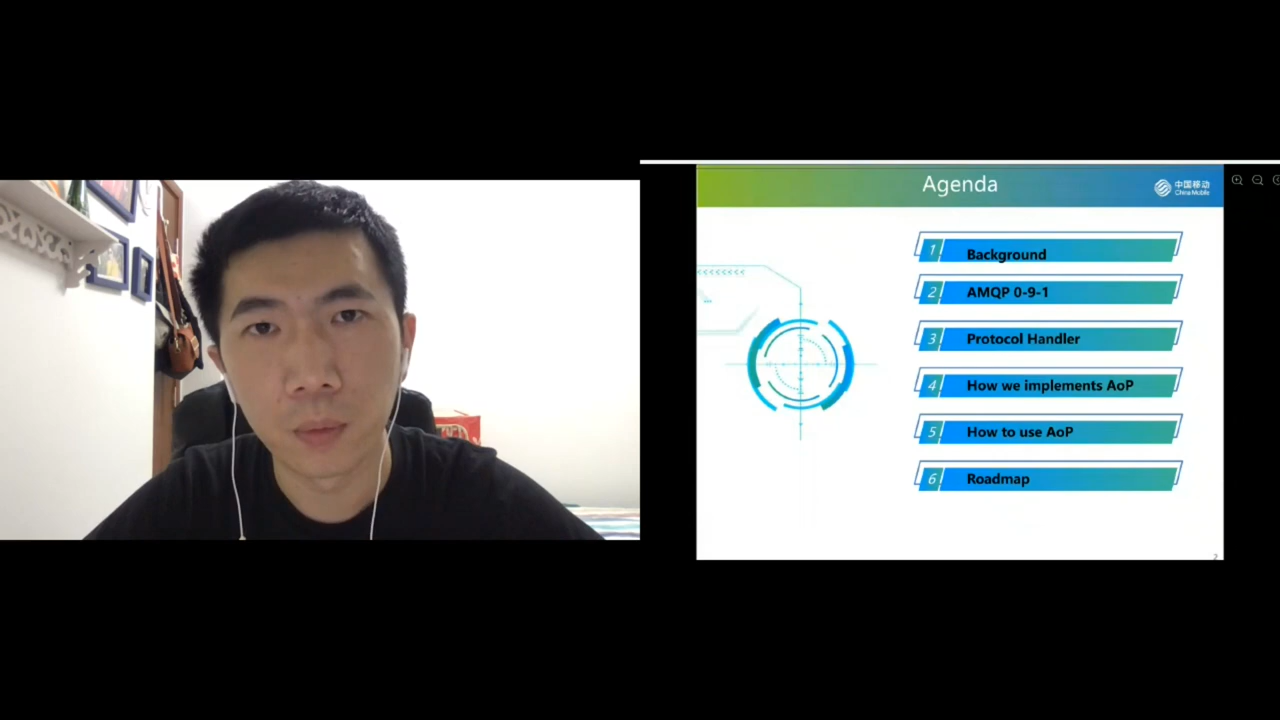 Agenda
中国移动
China Mobile
1 Background
2 AMQP 0-9-1
3 Protocol Handler
4 How we implements AoP
5 How to use AoP
6 Roadmap
2